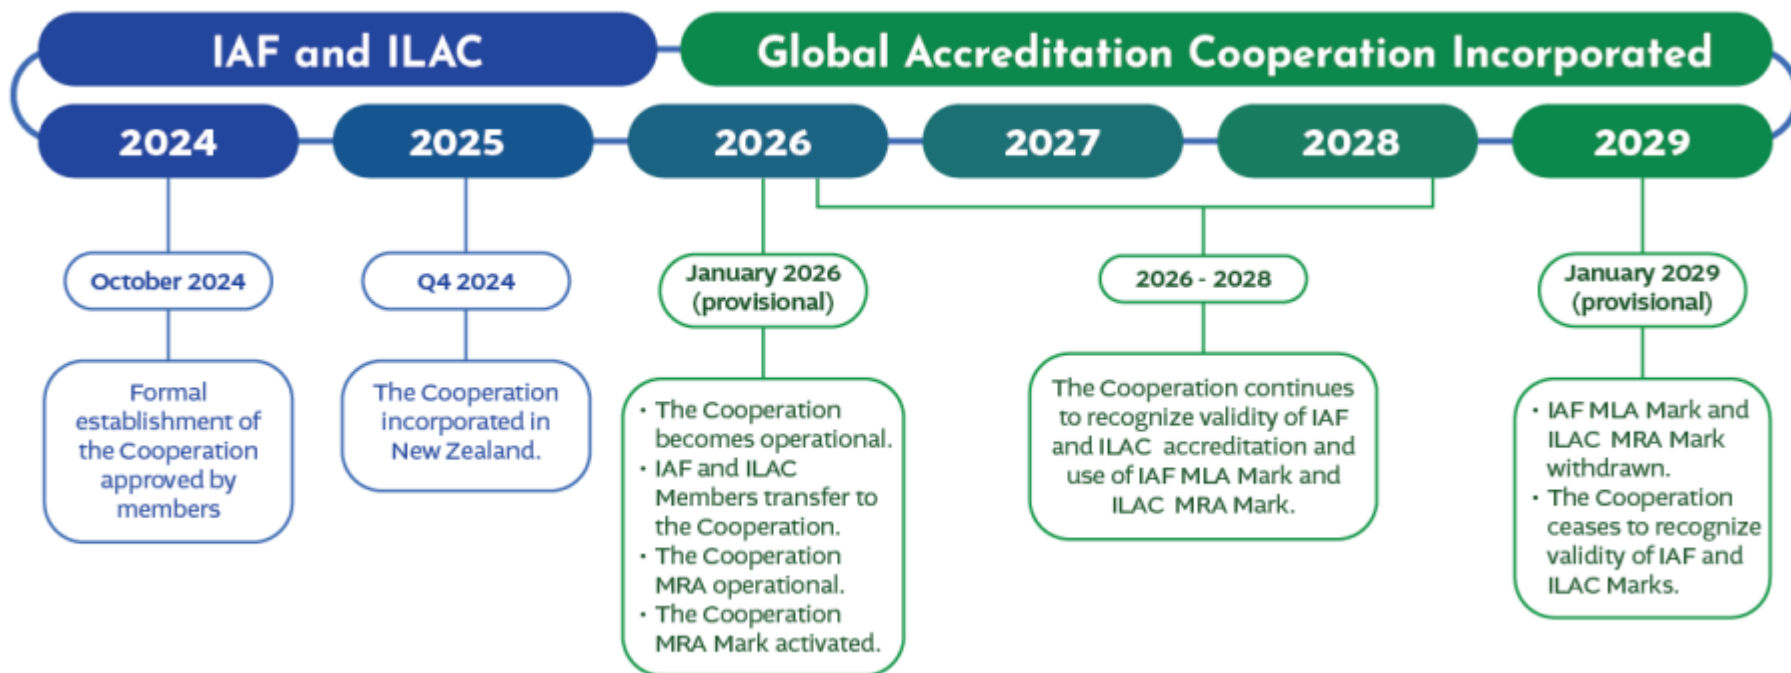 IAF and ILAC
Global Accreditation Cooperation Incorporated
2024
2025
2026
2027
2028
2029
October 2024
Formal
establishment of
the Cooperation
approved by
members
Q4 2024
The Cooperation
incorporated in
New Zealand.
January 2026
(provisional)
• The Cooperation
becomes operational.
• IAF and ILAC
Members transfer to
the Cooperation.
• The Cooperation
MRA operational.
• The Cooperation
MRA Mark activated.
2026 - 2028
The Cooperation continues
to recognize validity of IAF
and ILAC accreditation and
use of IAF MLA Mark and
ILAC MRA Mark.
January 2029
(provisional)
• IAF MLA Mark and
ILAC MRA Mark
withdrawn.
• The Cooperation
ceases to recognize
validity of IAF and
ILAC Marks.